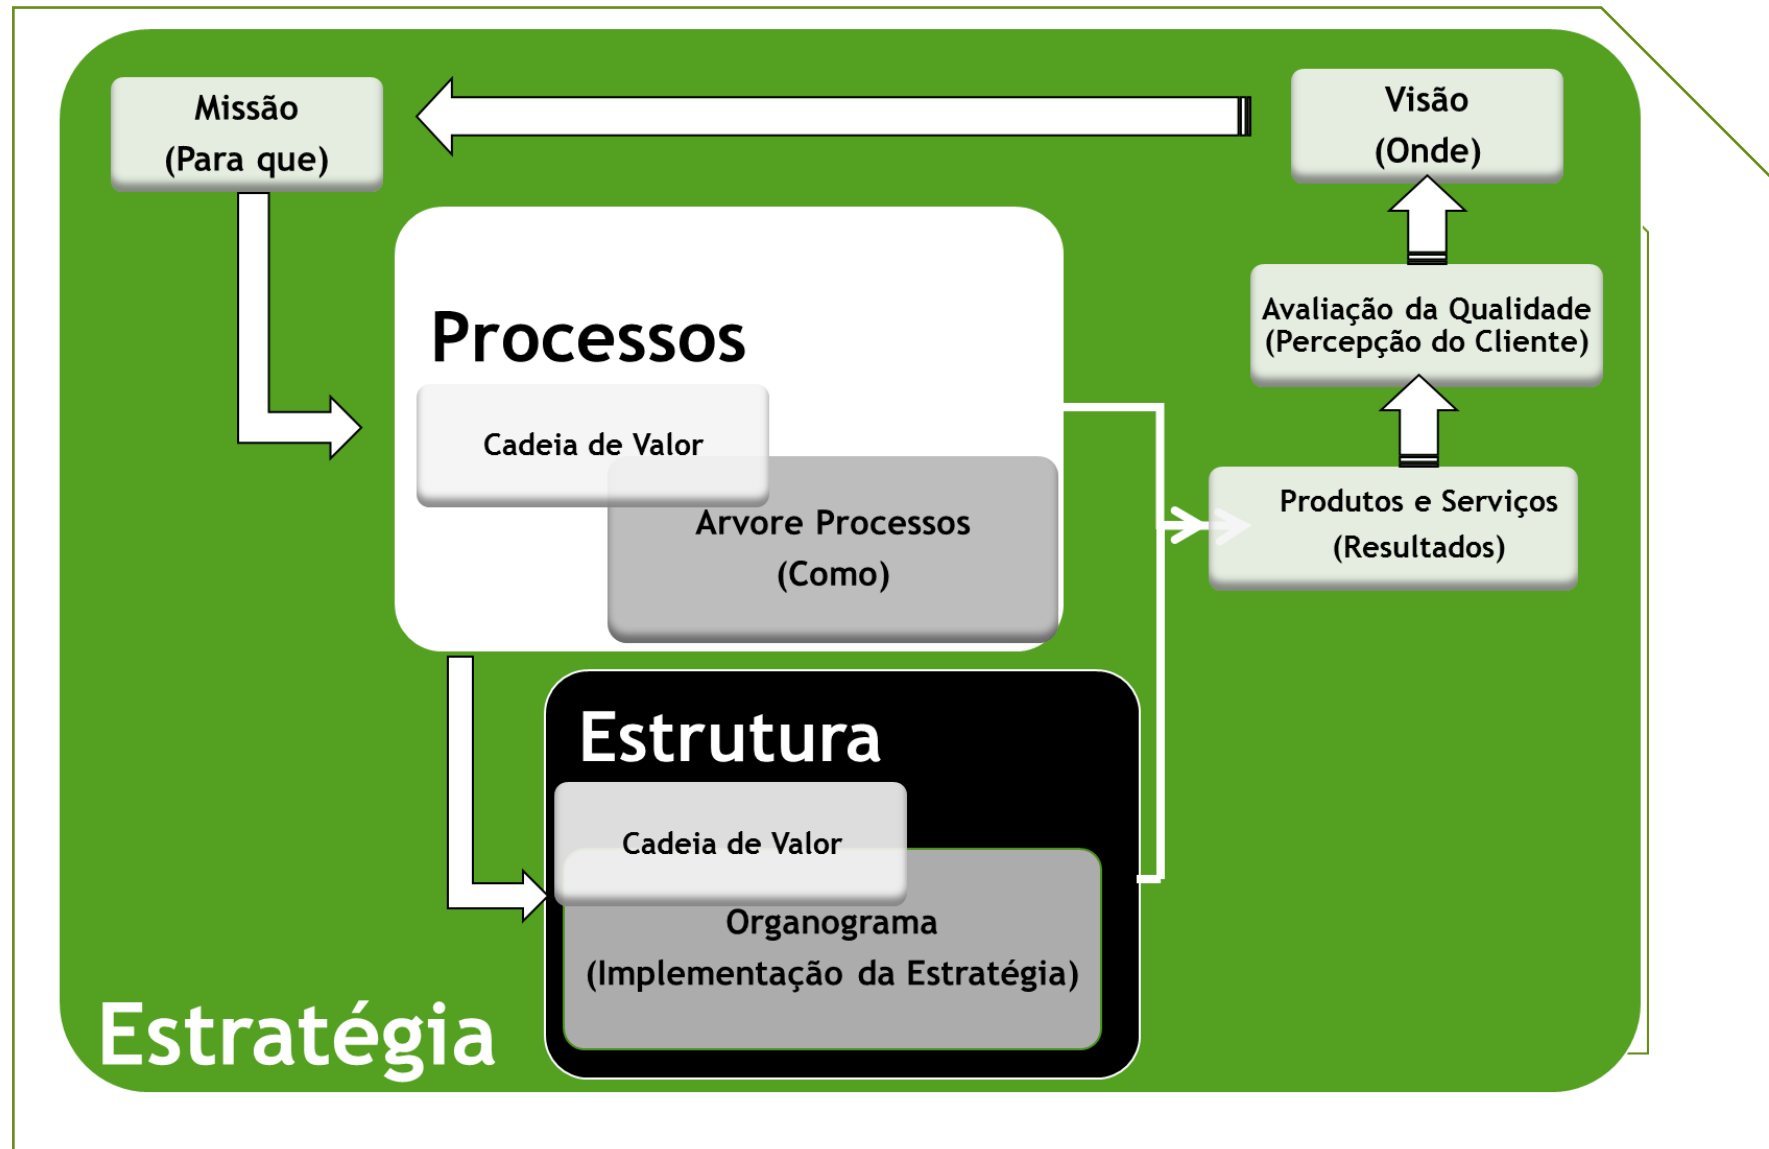 Missão
(Para que)
Visão
(Onde)
Avaliação da Qualidade
(Percepção do Cliente)
Processos
Cadeia de Valor
Arvore Processos
(Como)
Produtos e Serviços
(Resultados)
Estrutura
Cadeia de Valor
Organograma
(Implementação da Estratégia)
Estratégia